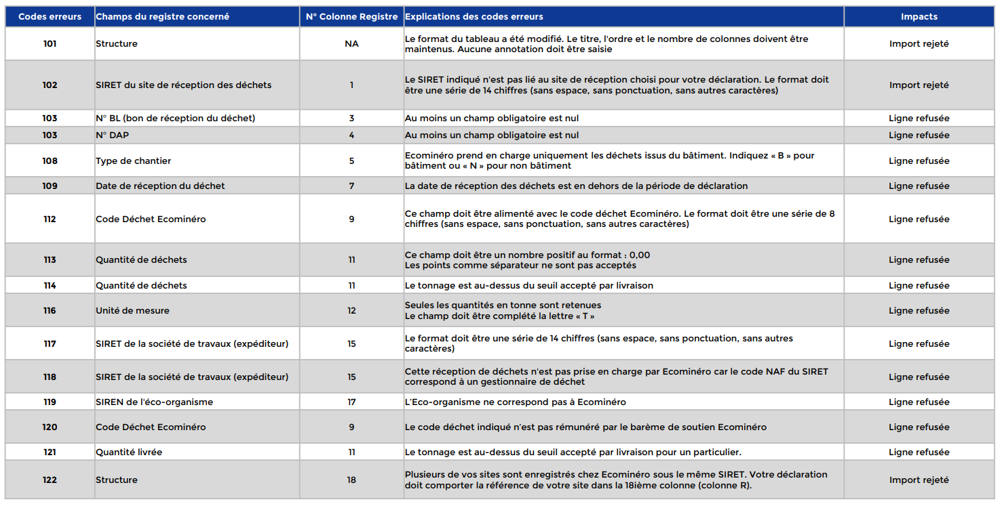 Codes erreurs Champs du registre concerné N° Colonne Registre Explications des codes erreurs Impacts
101 Structure NA Le format du tableau a été modifié. Le titre, l'ordre et le nombre de colonnes doivent être
maintenus. Aucune annotation doit être saisie Import rejeté
102 SIRET du site de réception des déchets 1 Le SIRET indiqué n'est pas lié au site de réception choisi pour votre déclaration. Le format doit
être une série de 14 chiffres (sans espace, sans ponctuation, sans autres caractères) Import rejeté
103 N° BL (bon de réception du déchet) 3 Au moins un champ obligatoire est nul Ligne refusée
103 N° DAP 4 Au moins un champ obligatoire est nul Ligne refusée
108 Type de chantier 5 Ecominéro prend en charge uniquement les déchets issus du bâtiment. Indiquez « B » pour
bâtiment ou « N » pour non bâtiment Ligne refusée
109 Date de réception du déchet 7 La date de réception des déchets est en dehors de la période de déclaration Ligne refusée
112 Code Déchet Ecominéro 9 Ce champ doit être alimenté avec le code déchet Ecominéro. Le format doit être une série de 8
chiffres (sans espace, sans ponctuation, sans autres caractères) Ligne refusée
113 Quantité de déchets 11 Ce champ doit être un nombre positif au format : 0,00
Les points comme séparateur ne sont pas acceptés Ligne refusée
114 Quantité de déchets 11 Le tonnage est au-dessus du seuil accepté par livraison Ligne refusée
116 Unité de mesure 12 Seules les quantités en tonne sont retenues
Le champ doit être complété la lettre « T » Ligne refusée
117 SIRET de la société de travaux (expéditeur) 15 Le format doit être une série de 14 chiffres (sans espace, sans ponctuation, sans autres
caractères) Ligne refusée
118 SIRET de la société de travaux (expéditeur) 15 Cette réception de déchets n'est pas prise en charge par Ecominéro car le code NAF du SIRET
correspond à un gestionnaire de déchet Ligne refusée
119 SIREN de l'éco-organisme 17 L’Eco-organisme ne correspond pas à Ecominéro Ligne refusée
120 Code Déchet Ecominéro 9 Le code déchet indiqué n’est pas rémunéré par le barème de soutien Ecominéro Ligne refusée
121 Quantité livrée 11 Le tonnage est au-dessus du seuil accepté par livraison pour un particulier. Ligne refusée
122 Structure 18 Plusieurs de vos sites sont enregistrés chez Ecominéro sous le même SIRET. Votre déclaration
doit comporter la référence de votre site dans la 18ième colonne (colonne R). Import rejeté